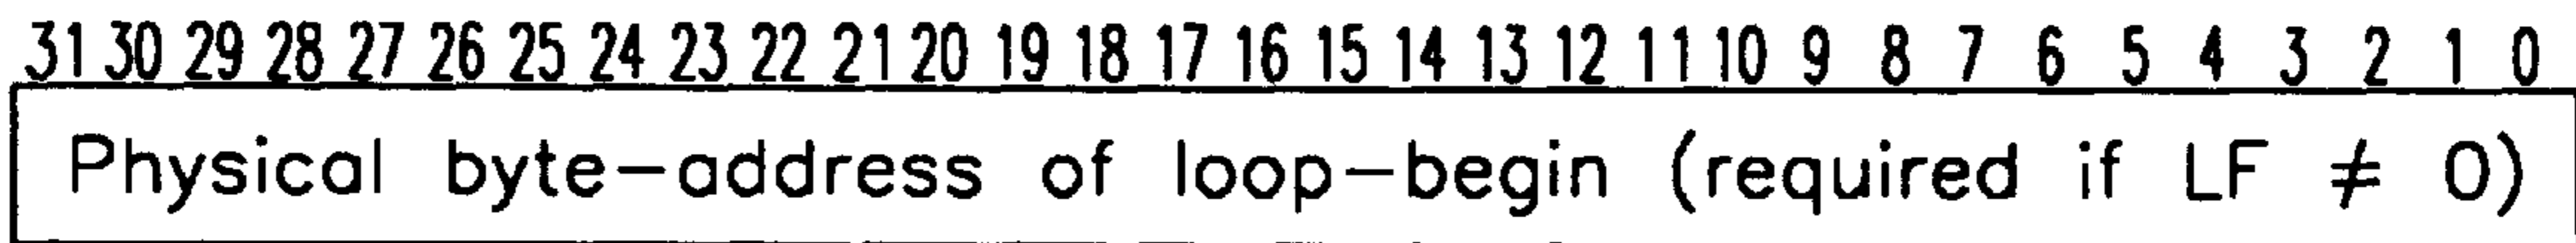 31 30 29 28 27 26 25 24 23 22 21 20 19 18 17 16 15 14 13 12 11 10 9 8 7 6 5 4 3 2 1 0
Physical byte-address of loop-begin (required if LF ≠ 0)